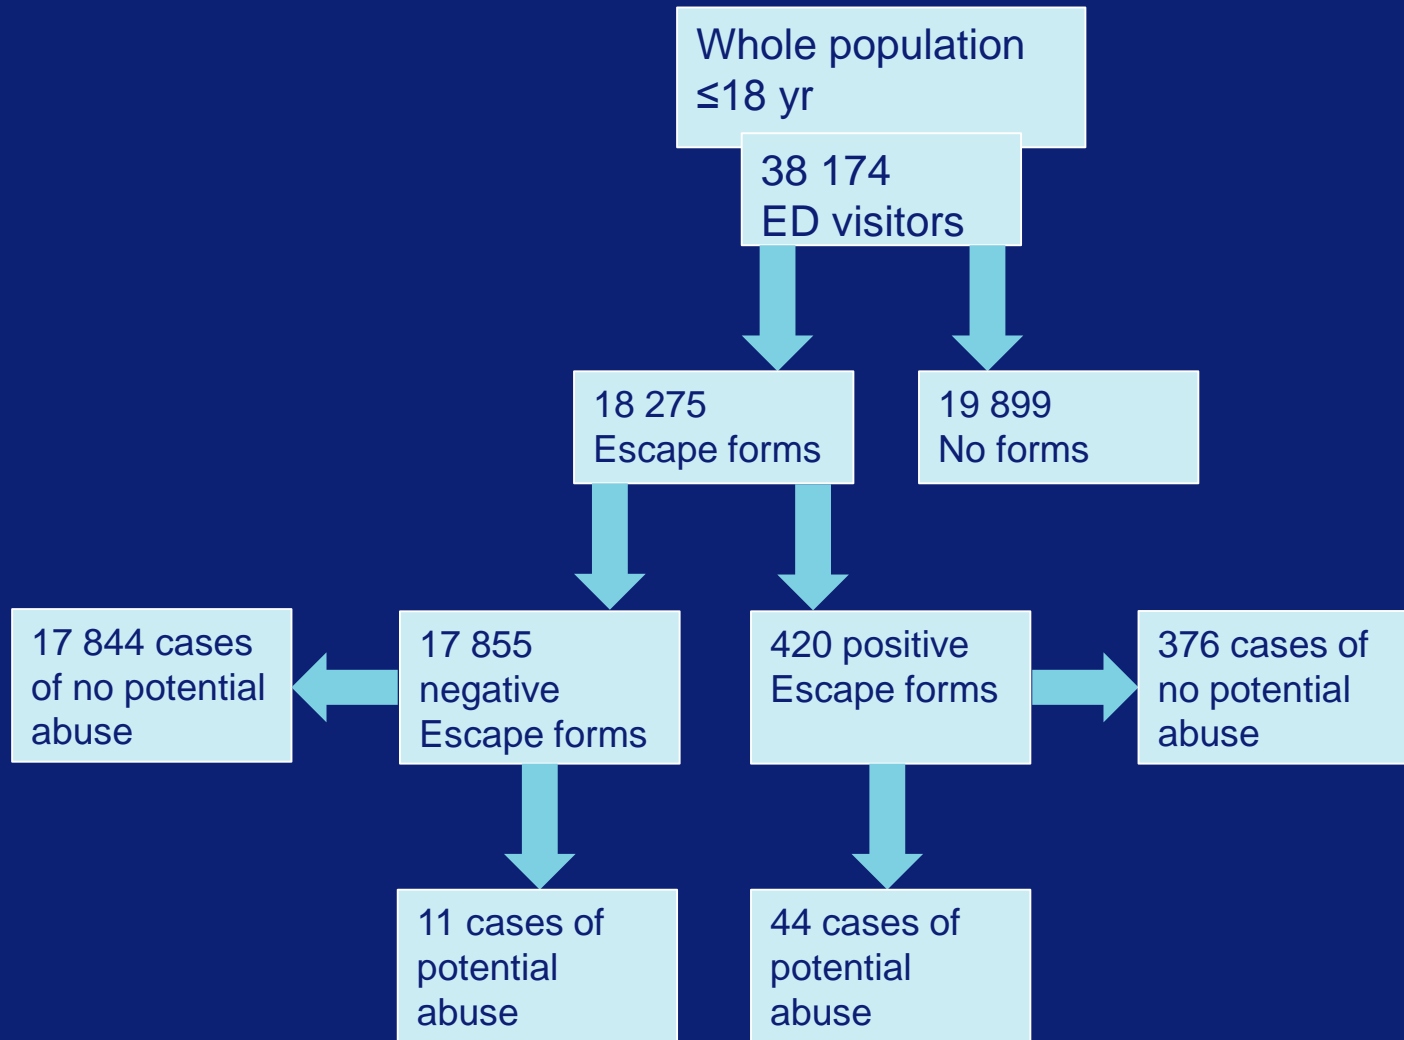 Whole population
≤18 yr
38 174
ED visitors
18 275
Escape forms
19 899
No forms
17 844 cases
of no potential
abuse
17 855
negative
Escape forms
420 positive
Escape forms
376 cases of
no potential
abuse
11 cases of
potential
abuse
44 cases of
potential
abuse